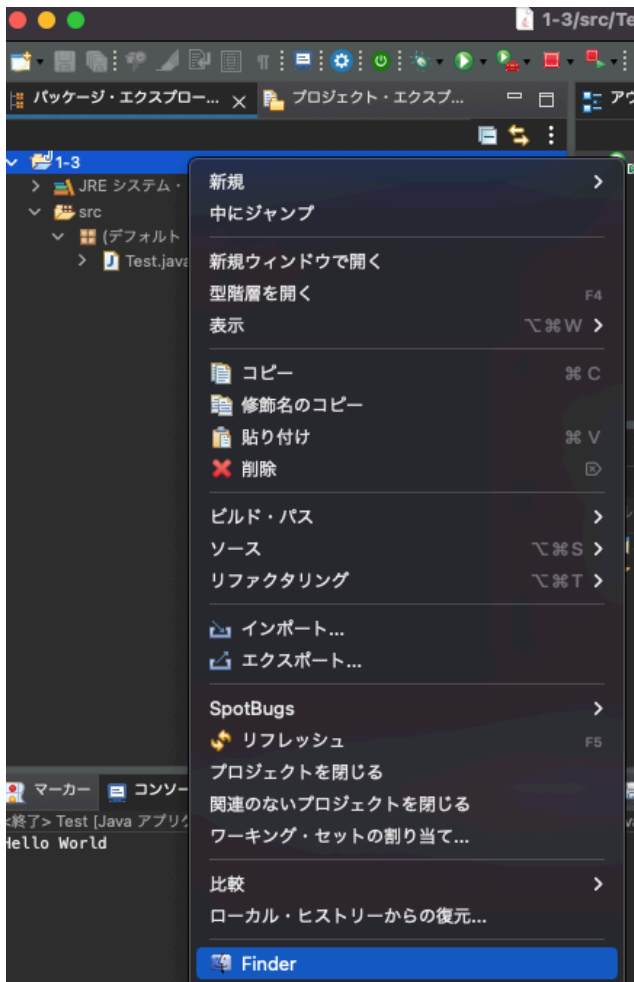 1-3/src/Te
パッケージ・エクスプロー...
プロジェクト・エクスプ...
アウ
1-3
JRE システム・
src
(デフォルト
Test.java
新規
中にジャンプ
新規ウィンドウで開く
型階層を開く F4
表示 ⌥⌘W
コピー ⌘C
修飾名のコピー
貼り付け ⌘V
削除 ⌦
ビルド・パス
ソース ⌥⌘S
リファクタリング ⌥⌘T
インポート...
エクスポート...
SpotBugs
リフレッシュ F5
プロジェクトを閉じる
関連のないプロジェクトを閉じる
ワーキング・セットの割り当て...
比較
ローカル・ヒストリーからの復元...
Finder
マーカー
コンソー
<終了> Test [Java アプリケ
Hello World